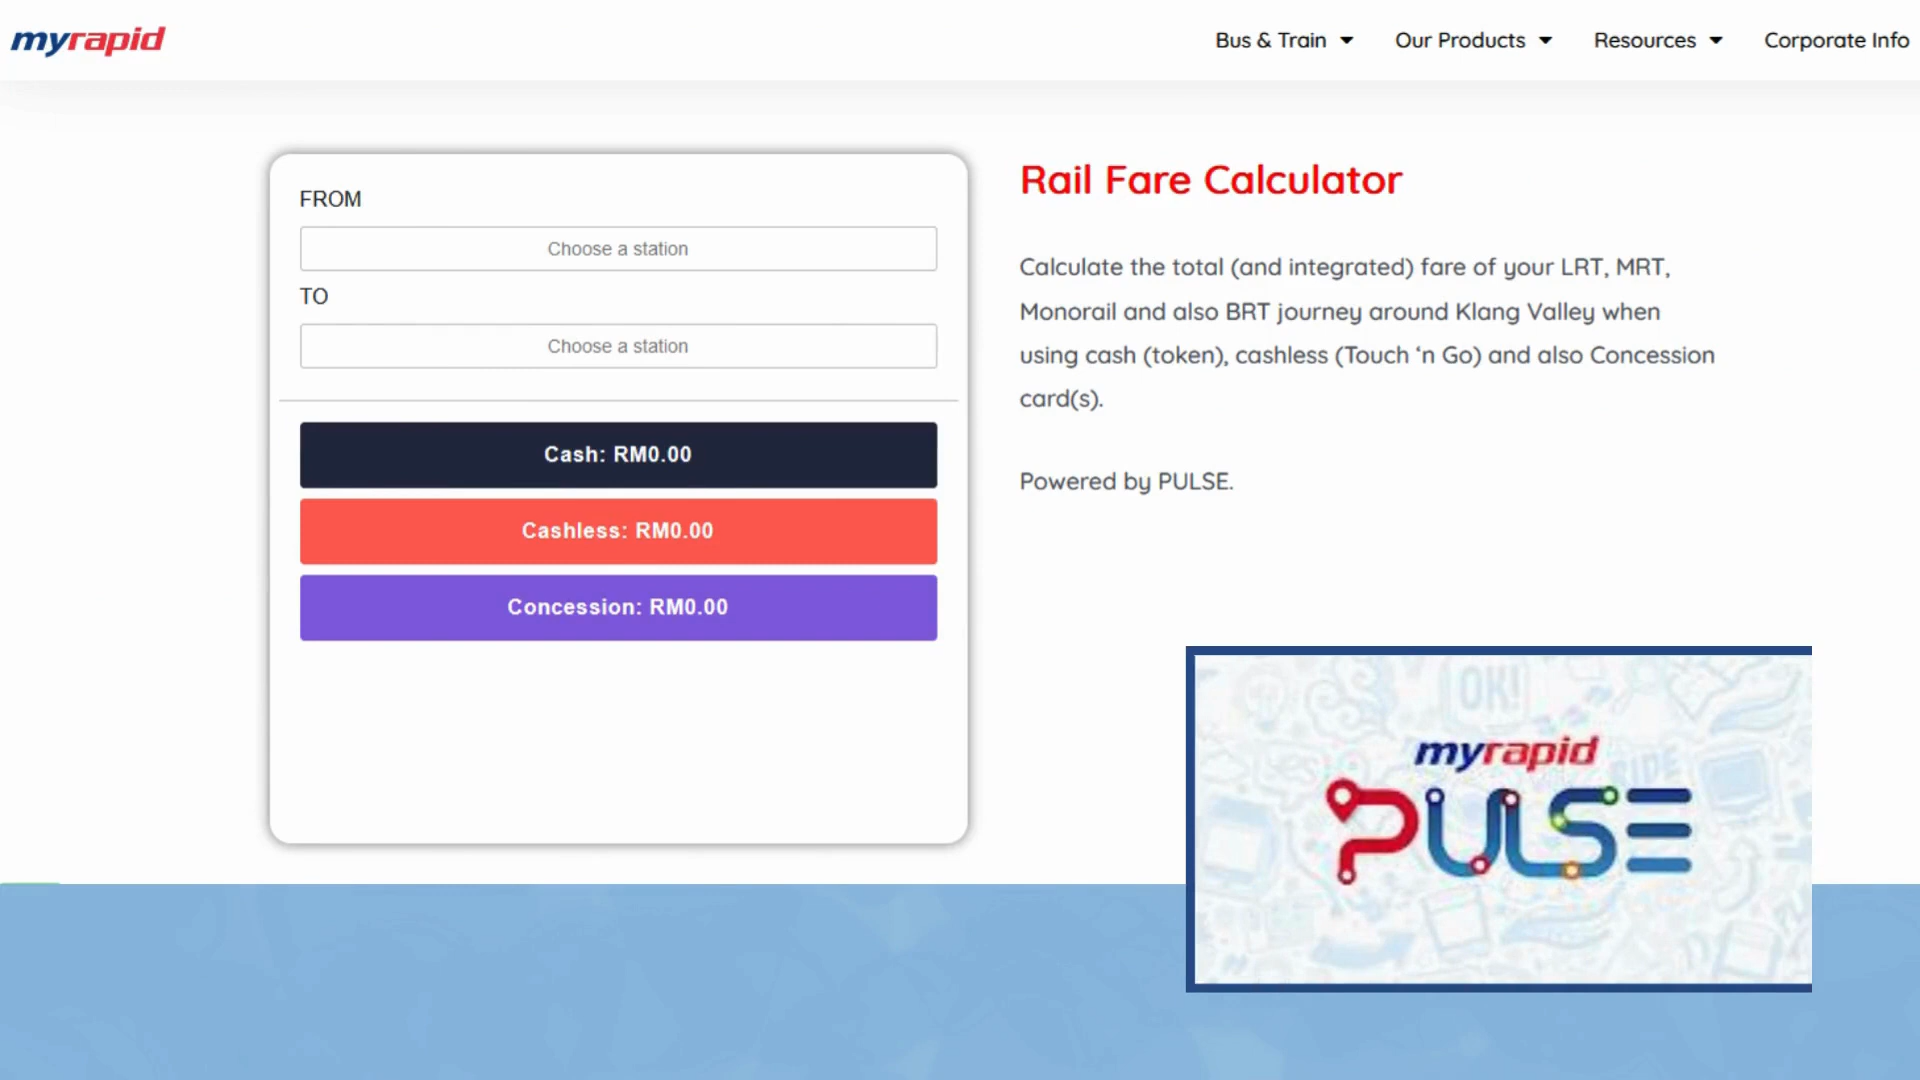 myrapid
Bus & Train
Our Products
Resources
Corporate Info
FROM
Choose a station
TO
Choose a station
Cash: RM0.00
Cashless: RM0.00
Concession: RM0.00
Rail Fare Calculator
Calculate the total (and integrated) fare of your LRT, MRT,
Monorail and also BRT journey around Klang Valley when
using cash (token), cashless (Touch ‘n Go) and also Concession
card(s).
Powered by PULSE.
OK!
myrapid
PULSE